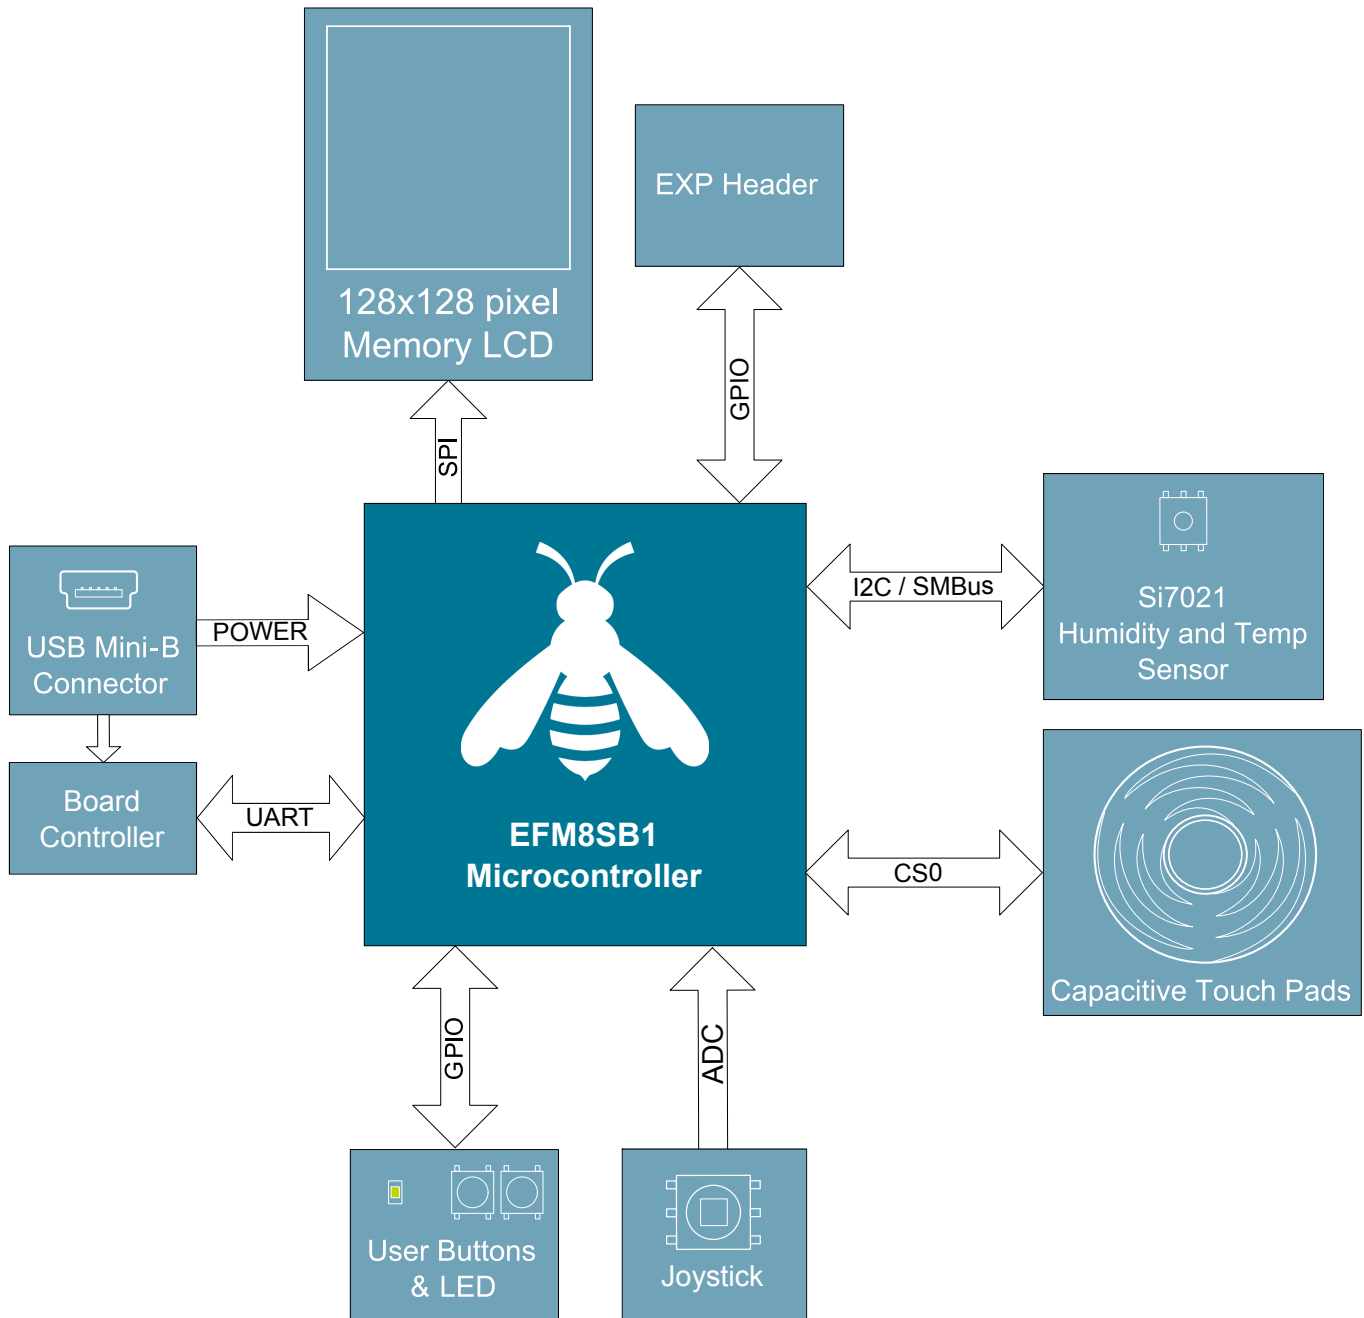 128x128 pixel
Memory LCD
EXP Header
GPIO
SPI
I2C / SMBus
Si7021
Humidity and Temp
Sensor
USB Mini-B
Connector
POWER
Board
Controller
UART
EFM8SB1
Microcontroller
CS0
Capacitive Touch Pads
GPIO
ADC
User Buttons
& LED
Joystick